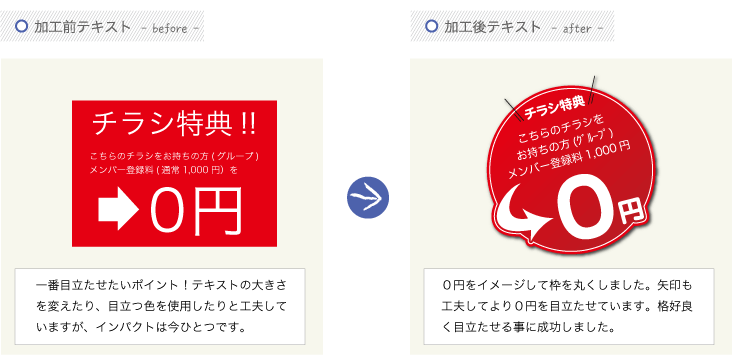 加工前テキスト - before -
チラシ特典!!
こちらのチラシをお持ちの方(グループ)
メンバー登録料(通常1,000円)を
0円
一番目立たせたいポイント！テキストの大きさ
を変えたり、目立つ色を使用したりと工夫して
いますが、インパクトは今ひとつです。
加工後テキスト - after -
チラシ特典
こちらのチラシを
お持ちの方(ｸﾞﾙｰﾌﾟ)
メンバー登録料1,000円
0円
０円をイメージして枠を丸くしました。矢印も
工夫してより０円を目立たせています。格好良
く目立たせる事に成功しました。